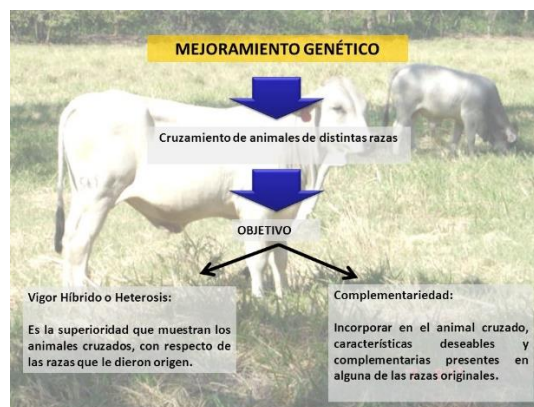 MEJORAMIENTO GENÉTICO
Cruzamiento de animales de distintas razas
OBJETIVO
Vigor Híbrido o Heterosis:
Es la superioridad que muestran los
animales cruzados, con respecto de
las razas que le dieron origen.
Complementariedad:
Incorporar en el animal cruzado,
características deseables y
complementarias presentes en
alguna de las razas originales.